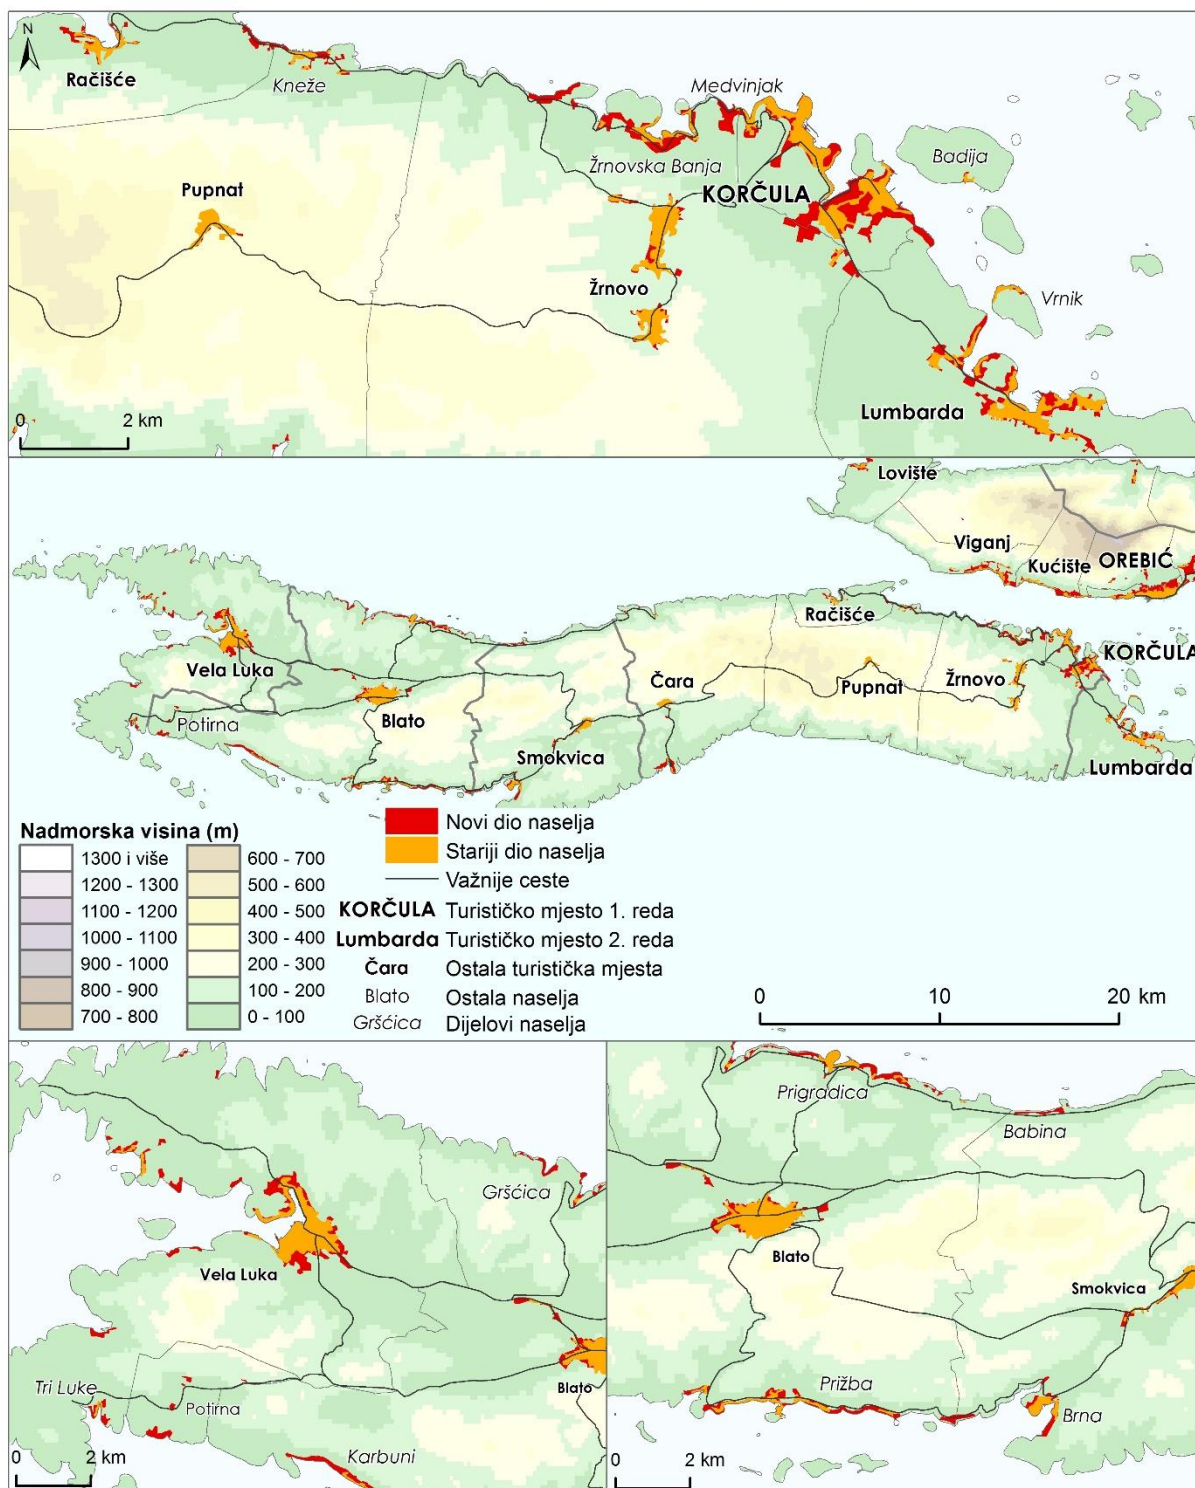 N
Račišće
Kneže
Medvinjak
Badija
Žrnovska Banja
Pupnat
KORČULA
Žrnovo
Vrnik
Lumbarda
0 2 km
Lovište
Viganj
Kućište
OREBIĆ
Račišće
KORČULA
Vela Luka
Čara
Pupnat
Žrnovo
Potirna
Blato
Smokvica
Lumbarda
Nadmorska visina (m)
1300 i više
1200 - 1300
1100 - 1200
1000 - 1100
900 - 1000
800 - 900
700 - 800
600 - 700
500 - 600
400 - 500
300 - 400
200 - 300
100 - 200
0 - 100
Novi dio naselja
Stariji dio naselja
Važnije ceste
KORČULA Turističko mjesto 1. reda
Lumbarda Turističko mjesto 2. reda
Čara Ostala turistička mjesta
Blato Ostala naselja
Gršćica Dijelovi naselja
0 10 20 km
Gršćica
Vela Luka
Blato
Tri Luke
Potirna
Karbuni
0 2 km
Prigradica
Babina
Blato
Smokvica
Prižba
Brna
0 2 km